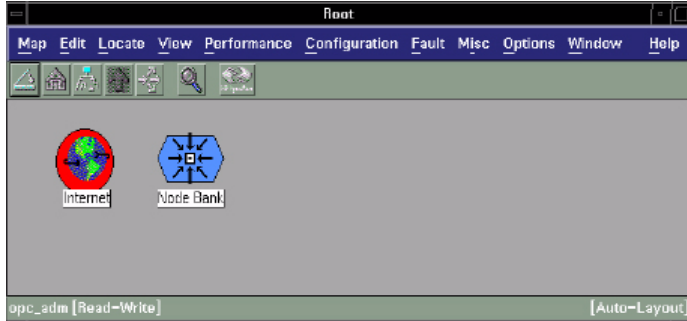 Root
Map Edit Locate View Performance Configuration Fault Misc Options Window Help
Internet Node Bank
opc_adm [Read-Write] [Auto-Layout]